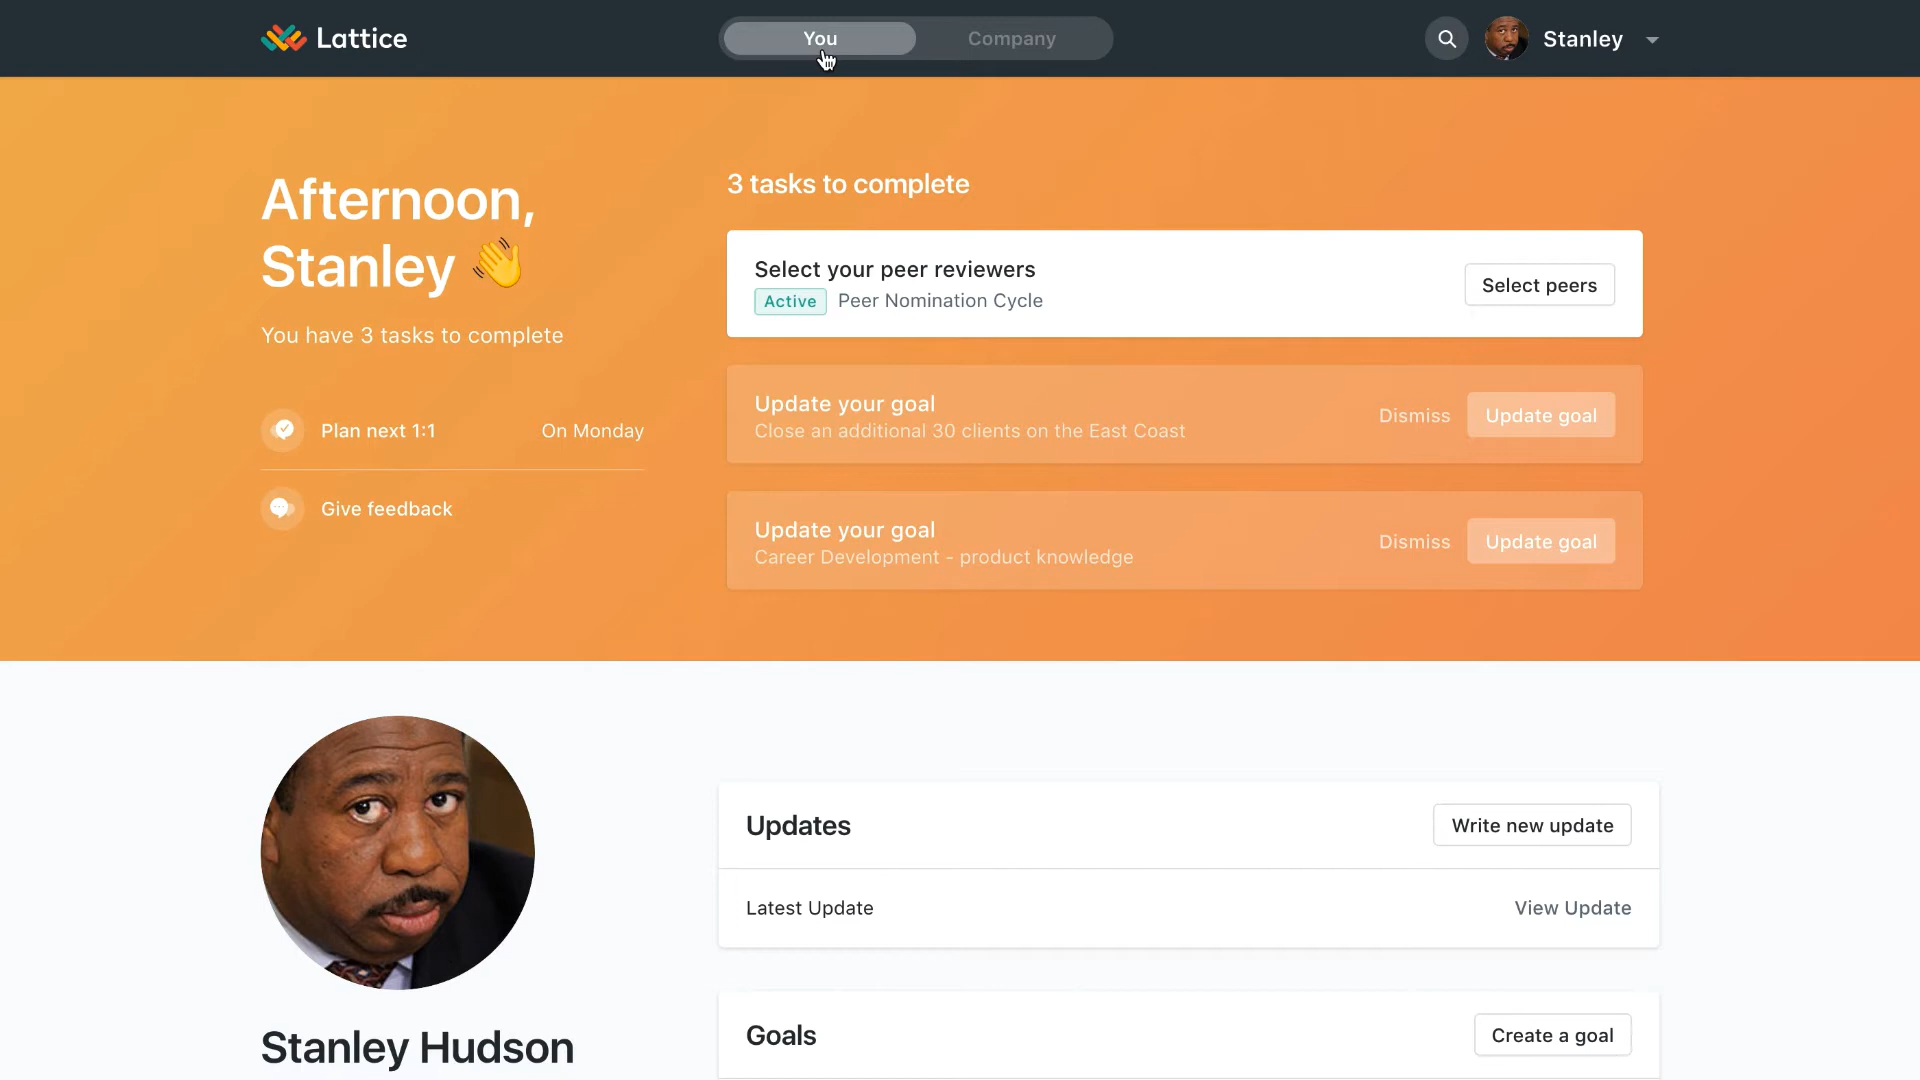 Lattice
You
Company
Stanley
Afternoon,
Stanley 👋
You have 3 tasks to complete
Plan next 1:1
On Monday
Give feedback
3 tasks to complete
Select your peer reviewers
Active
Peer Nomination Cycle
Select peers
Update your goal
Close an additional 30 clients on the East Coast
Dismiss
Update goal
Update your goal
Career Development - product knowledge
Dismiss
Update goal
Stanley Hudson
Updates
Write new update
Latest Update
View Update
Goals
Create a goal